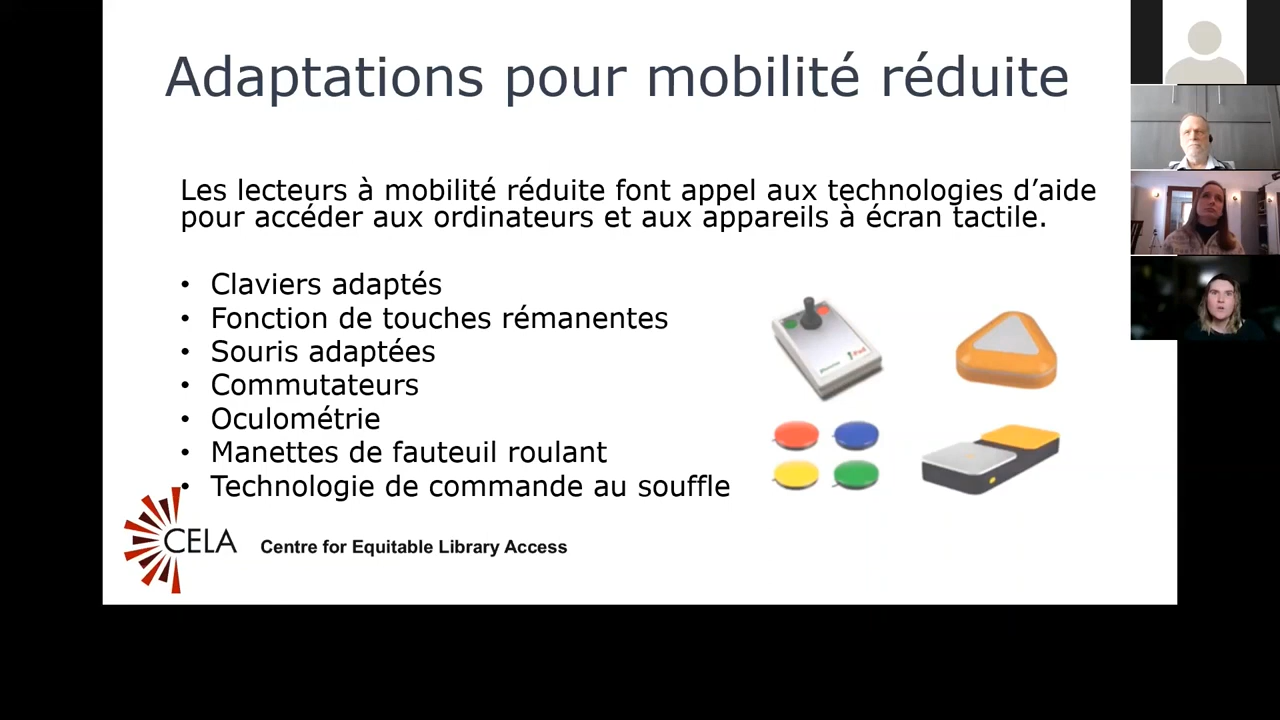 Adaptations pour mobilité réduite
Les lecteurs à mobilité réduite font appel aux technologies d’aide
pour accéder aux ordinateurs et aux appareils à écran tactile.
• Claviers adaptés
• Fonction de touches rémanentes
• Souris adaptées
• Commutateurs
• Oculométrie
• Manettes de fauteuil roulant
• Technologie de commande au souffle
CELA
Centre for Equitable Library Access